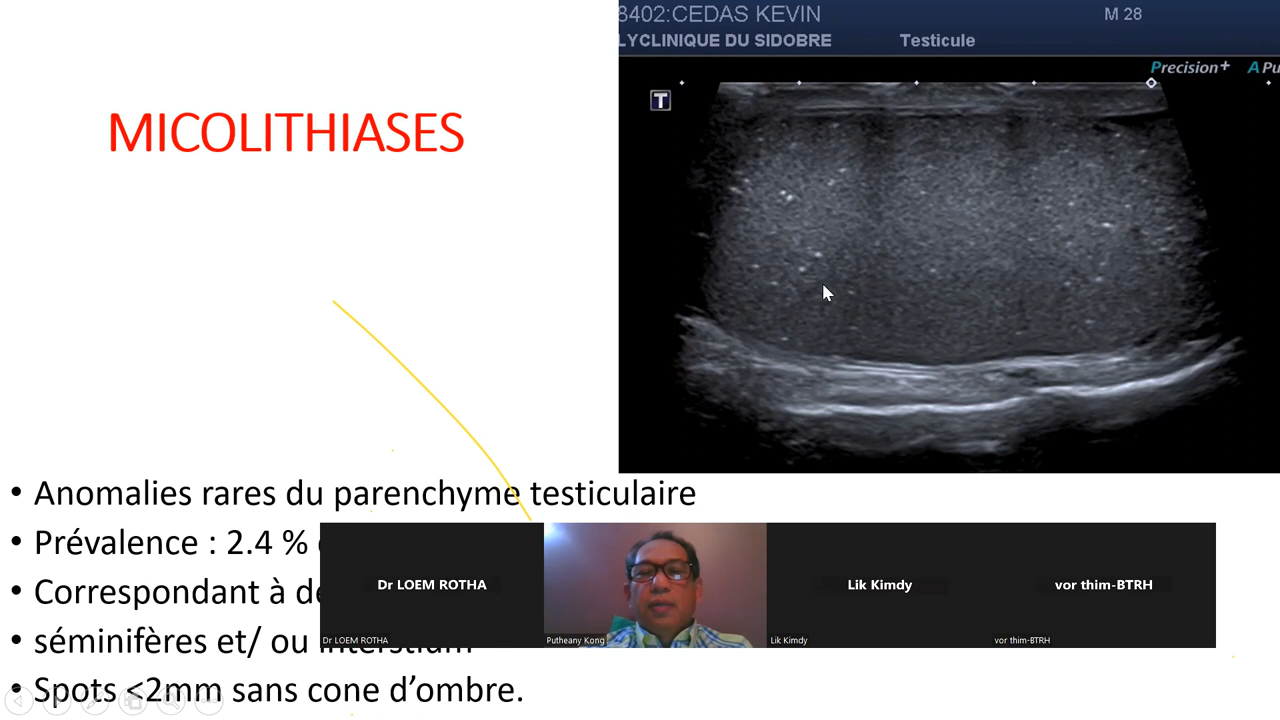 8402:CEDAS KEVIN M 28
LYCLINIQUE DU SIDOBRE Testicule
Precision+ A Pu
T
MICOLITHIASES
• Anomalies rares du parenchyme testiculaire
• Prévalence : 2.4 %
• Correspondant à
• séminifères et/ ou interstium
• Spots <2mm sans cone d’ombre.
Dr LOEM ROTHA
Lik Kimdy
vor thim-BTRH
Dr LOEM ROTHA
Putheany Kong
Lik Kimdy
vor thim-BTRH